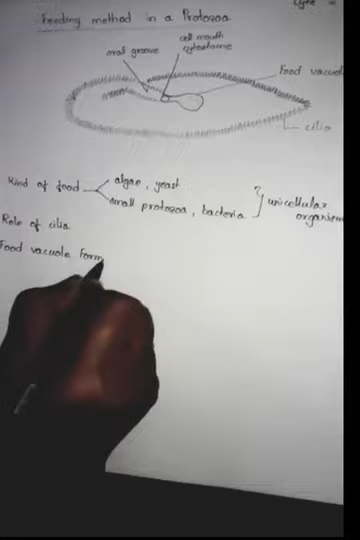 Feeding method in a Protozoa
oral groove
cell mouth
cytostome
Food vacuole
cilia
Kind of food
algae, yeast
small protozoa, bacteria
unicellular
organism
Role of cilia
Food vacuole form